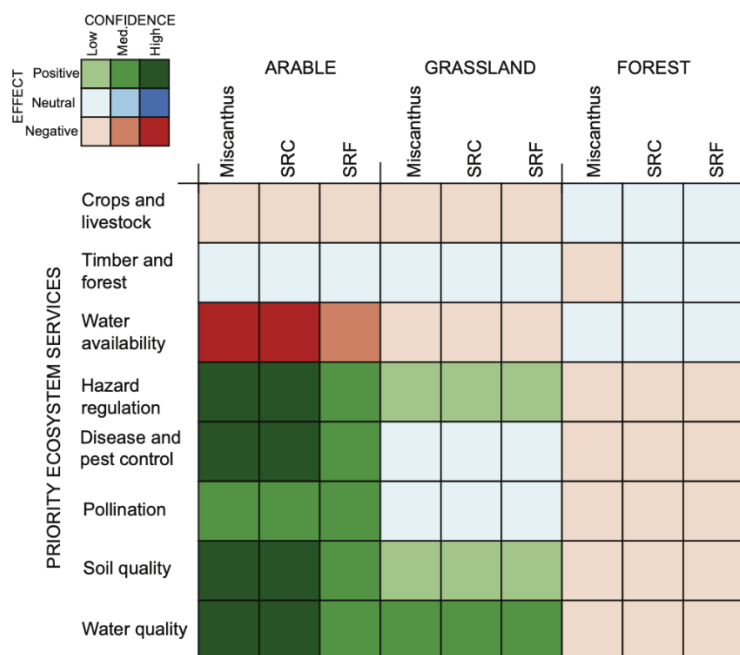 CONFIDENCE
Low
Med.
High
EFFECT
Positive
Neutral
Negative
ARABLE
GRASSLAND
FOREST
Miscanthus
SRC
SRF
Miscanthus
SRC
SRF
Miscanthus
SRC
SRF
PRIORITY ECOSYSTEM SERVICES
Crops and
livestock
Timber and
forest
Water
availability
Hazard
regulation
Disease and
pest control
Pollination
Soil quality
Water quality